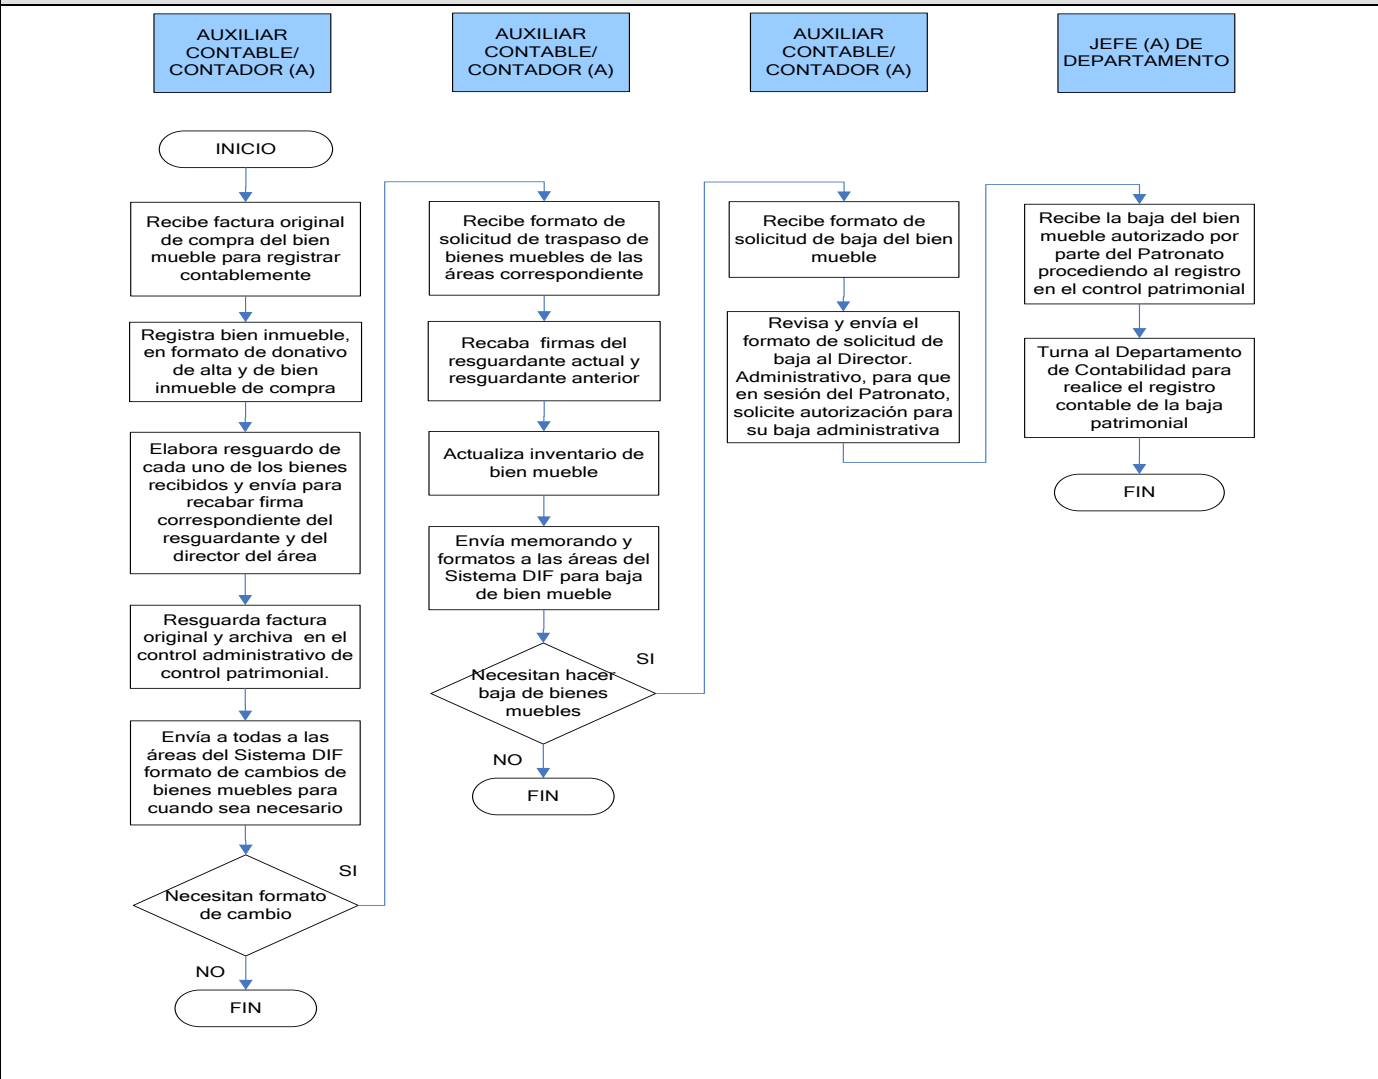 AUXILIAR
CONTABLE/
CONTADOR (A)
INICIO
Recibe factura original
de compra del bien
mueble para registrar
contablemente
Registra bien inmueble,
en formato de donativo
de alta y de bien
inmueble de compra
Elabora resguardo de
cada uno de los bienes
recibidos y envía para
recabar firma
correspondiente del
resguardante y del
director del área
Resguarda factura
original y archiva en el
control administrativo de
control patrimonial.
Envía a todas a las
áreas del Sistema DIF
formato de cambios de
bienes muebles para
cuando sea necesario
Necesitan formato
de cambio
SI
NO
FIN
AUXILIAR
CONTABLE/
CONTADOR (A)
Recibe formato de
solicitud de traspaso de
bienes muebles de las
áreas correspondiente
Recaba firmas del
resguardante actual y
resguardante anterior
Actualiza inventario de
bien mueble
Envía memorando y
formatos a las áreas del
Sistema DIF para baja
de bien mueble
Necesitan hacer
baja de bienes
muebles
SI
NO
FIN
AUXILIAR
CONTABLE/
CONTADOR (A)
Recibe formato de
solicitud de baja del bien
mueble
Revisa y envía el
formato de solicitud de
baja al Director.
Administrativo, para que
en sesión del Patronato,
solicite autorización para
su baja administrativa
JEFE (A) DE
DEPARTAMENTO
Recibe la baja del bien
mueble autorizado por
parte del Patronato
procediendo al registro
en el control patrimonial
Turna al Departamento
de Contabilidad para
realice el registro
contable de la baja
patrimonial
FIN